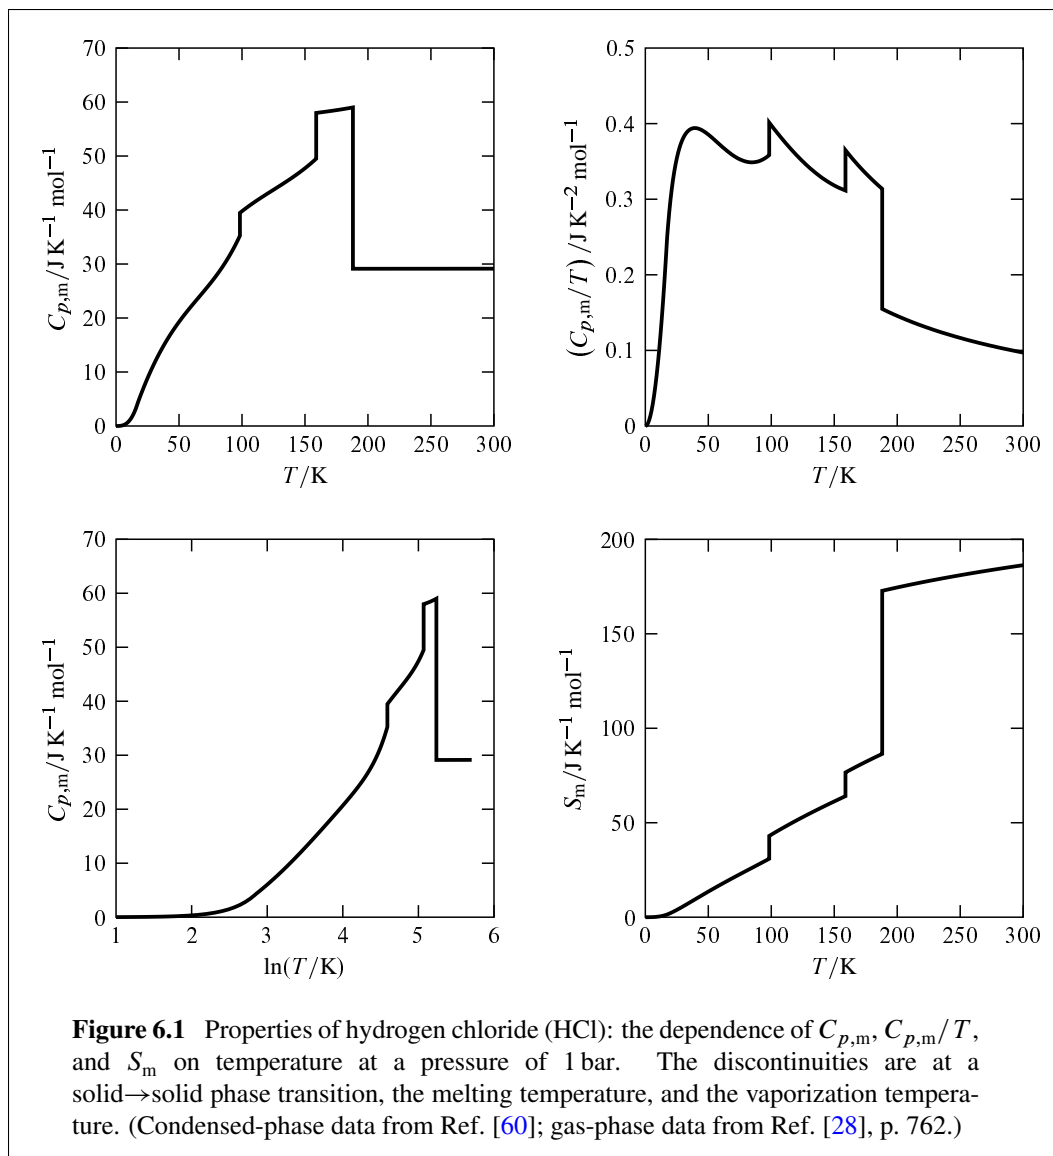 70
60
50
40
30
20
10
0
0 50 100 150 200 250 300
T/K
C_{p,m}/J K^{−1} mol^{−1}
0.5
0.4
0.3
0.2
0.1
0
0 50 100 150 200 250 300
T/K
(C_{p,m}/T)/J K^{−2} mol^{−1}
70
60
50
40
30
20
10
0
1 2 3 4 5 6
ln(T/K)
C_{p,m}/J K^{−1} mol^{−1}
200
150
100
50
0
0 50 100 150 200 250 300
T/K
S_m/J K^{−1} mol^{−1}
Figure 6.1 Properties of hydrogen chloride (HCl): the dependence of C_{p,m}, C_{p,m}/T,
and S_m on temperature at a pressure of 1 bar. The discontinuities are at a
solid→solid phase transition, the melting temperature, and the vaporization tempera-
ture. (Condensed-phase data from Ref. [60]; gas-phase data from Ref. [28], p. 762.)